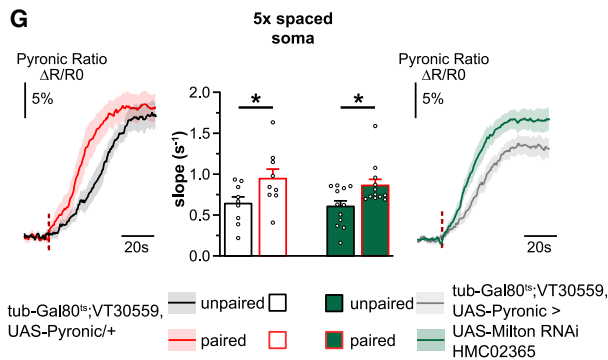 G
5x spaced
soma
Pyronic Ratio
ΔR/R0
5%
20s
slope (s⁻¹)
2.0
1.5
1.0
0.5
0.0
*
*
Pyronic Ratio
ΔR/R0
5%
20s
tub-Gal80ᵗˢ;VT30559,
UAS-Pyronic/+
unpaired
paired
unpaired
paired
tub-Gal80ᵗˢ;VT30559,
UAS-Pyronic >
UAS-Milton RNAi
HMC02365